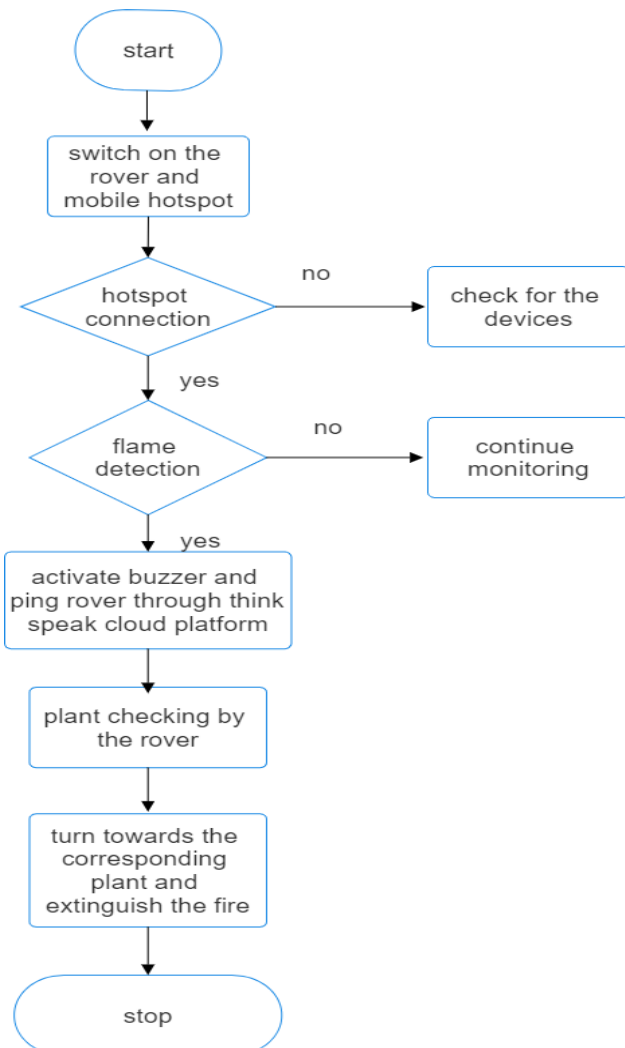 start
switch on the
rover and
mobile hotspot
hotspot
connection
no
check for the
devices
yes
flame
detection
no
continue
monitoring
yes
activate buzzer and
ping rover through think
speak cloud platform
plant checking by
the rover
turn towards the
corresponding
plant and
extinguish the fire
stop